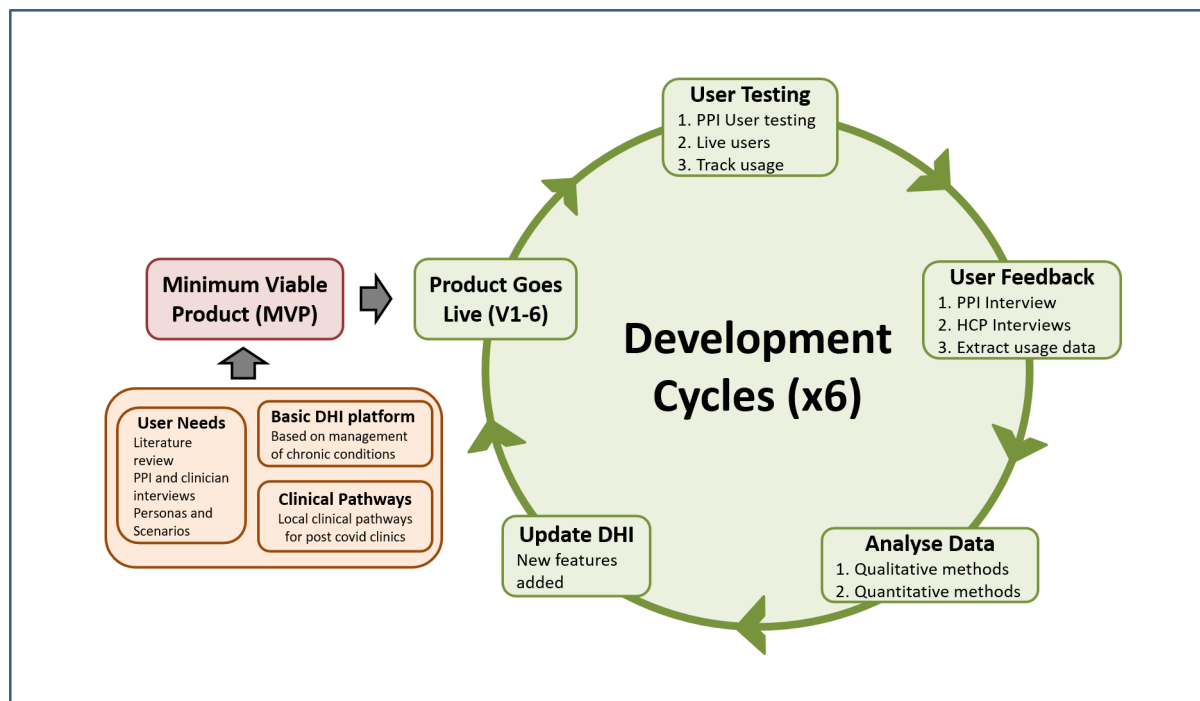 User Testing
1. PPI User testing
2. Live users
3. Track usage
User Feedback
1. PPI Interview
2. HCP Interviews
3. Extract usage data
Minimum Viable
Product (MVP)
Product Goes
Live (V1-6)
Development
Cycles (x6)
User Needs
Literature
review
PPI and clinician
interviews
Personas and
Scenarios
Basic DHI platform
Based on management
of chronic conditions
Clinical Pathways
Local clinical pathways
for post covid clinics
Update DHI
New features
added
Analyse Data
1. Qualitative methods
2. Quantitative methods